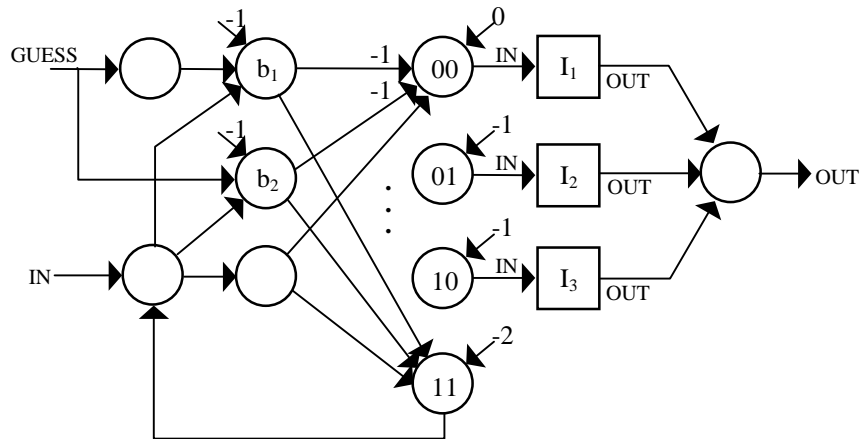 -1 0
GUESS b₁ -1 00 IN I₁ OUT
-1
-1 -1
b₂ 01 IN I₂ OUT OUT
...
-1
IN 10 IN I₃ OUT
-2
11